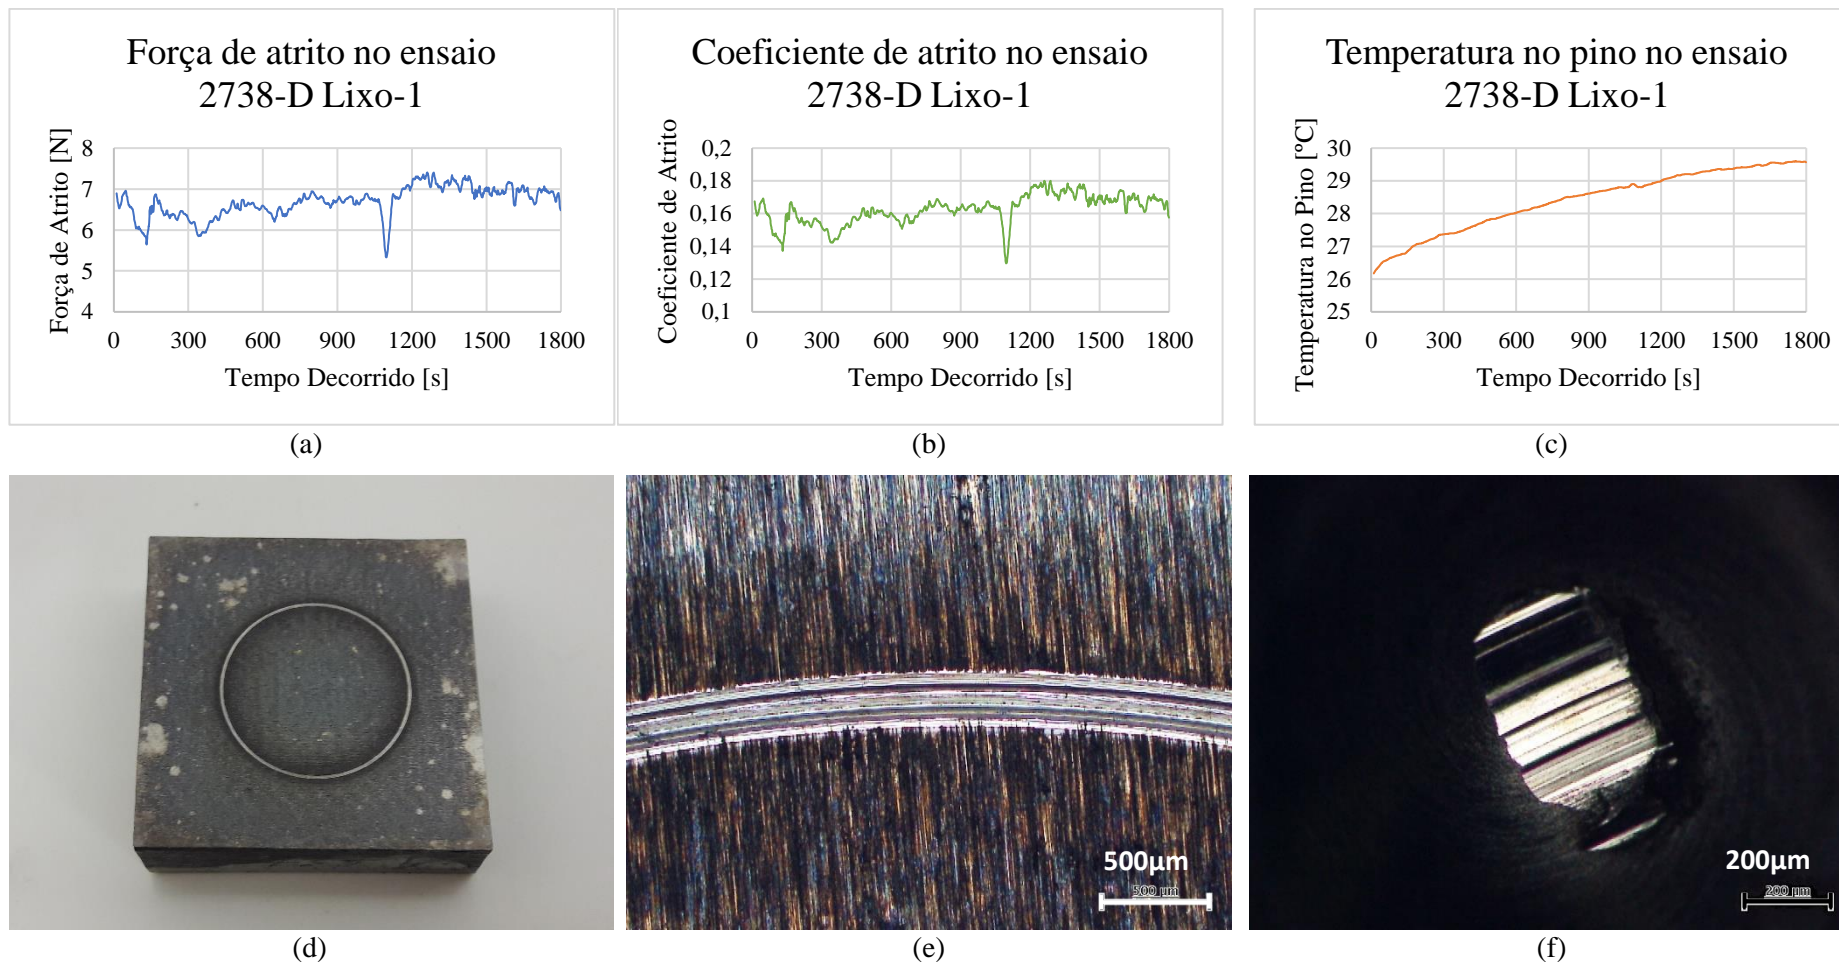 Força de atrito no ensaio
2738-D Lixo-1
Força de Atrito [N]
8
7
6
5
4
0 300 600 900 1200 1500 1800
Tempo Decorrido [s]
(a)
Coeficiente de atrito no ensaio
2738-D Lixo-1
Coeficiente de Atrito
0,2
0,18
0,16
0,14
0,12
0,1
0 300 600 900 1200 1500 1800
Tempo Decorrido [s]
(b)
Temperatura no pino no ensaio
2738-D Lixo-1
Temperatura no Pino [ºC]
30
29
28
27
26
25
0 300 600 900 1200 1500 1800
Tempo Decorrido [s]
(c)
(d)
500µm
500 µm
(e)
200µm
200 µm
(f)